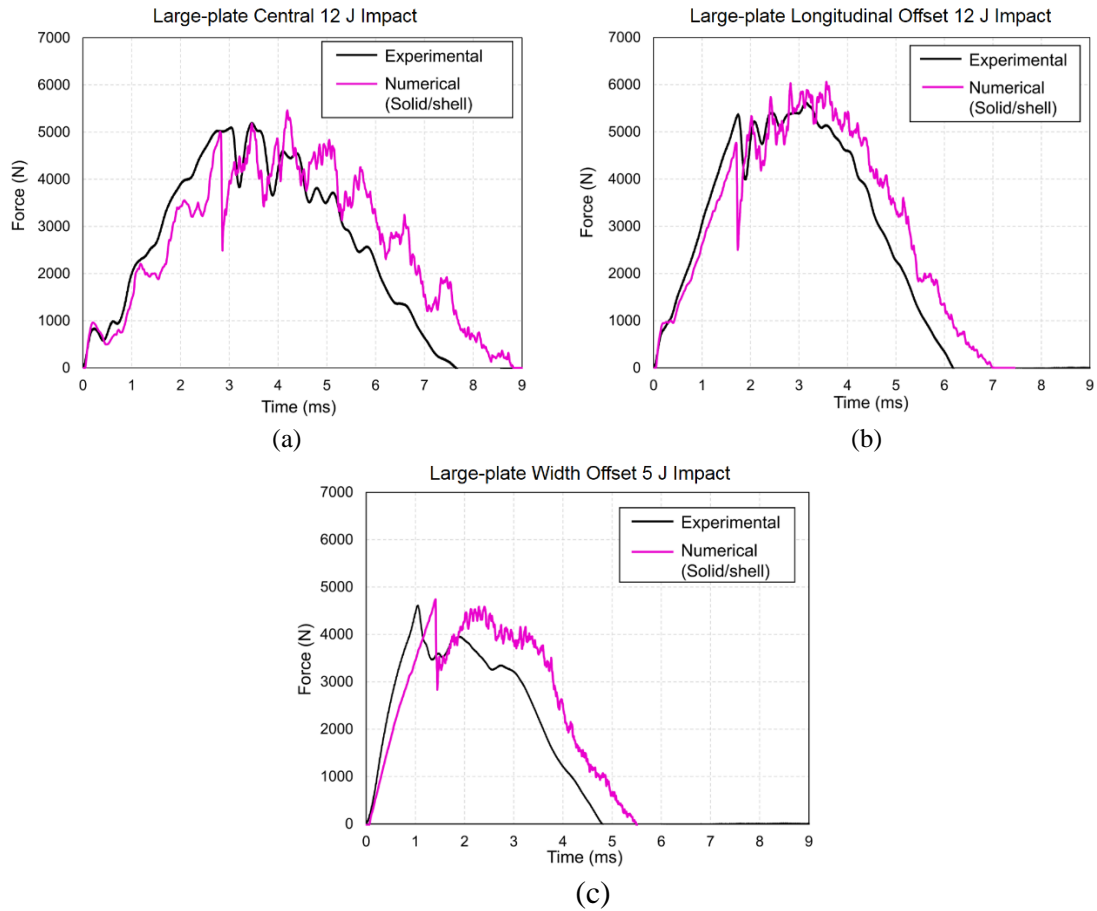 Large-plate Central 12 J Impact
7000
6000
5000
4000
3000
2000
1000
0
Force (N)
Experimental
Numerical
(Solid/shell)
0 1 2 3 4 5 6 7 8 9
Time (ms)
(a)
Large-plate Longitudinal Offset 12 J Impact
7000
6000
5000
4000
3000
2000
1000
0
Force (N)
Experimental
Numerical
(Solid/shell)
0 1 2 3 4 5 6 7 8 9
Time (ms)
(b)
Large-plate Width Offset 5 J Impact
7000
6000
5000
4000
3000
2000
1000
0
Force (N)
Experimental
Numerical
(Solid/shell)
0 1 2 3 4 5 6 7 8 9
Time (ms)
(c)